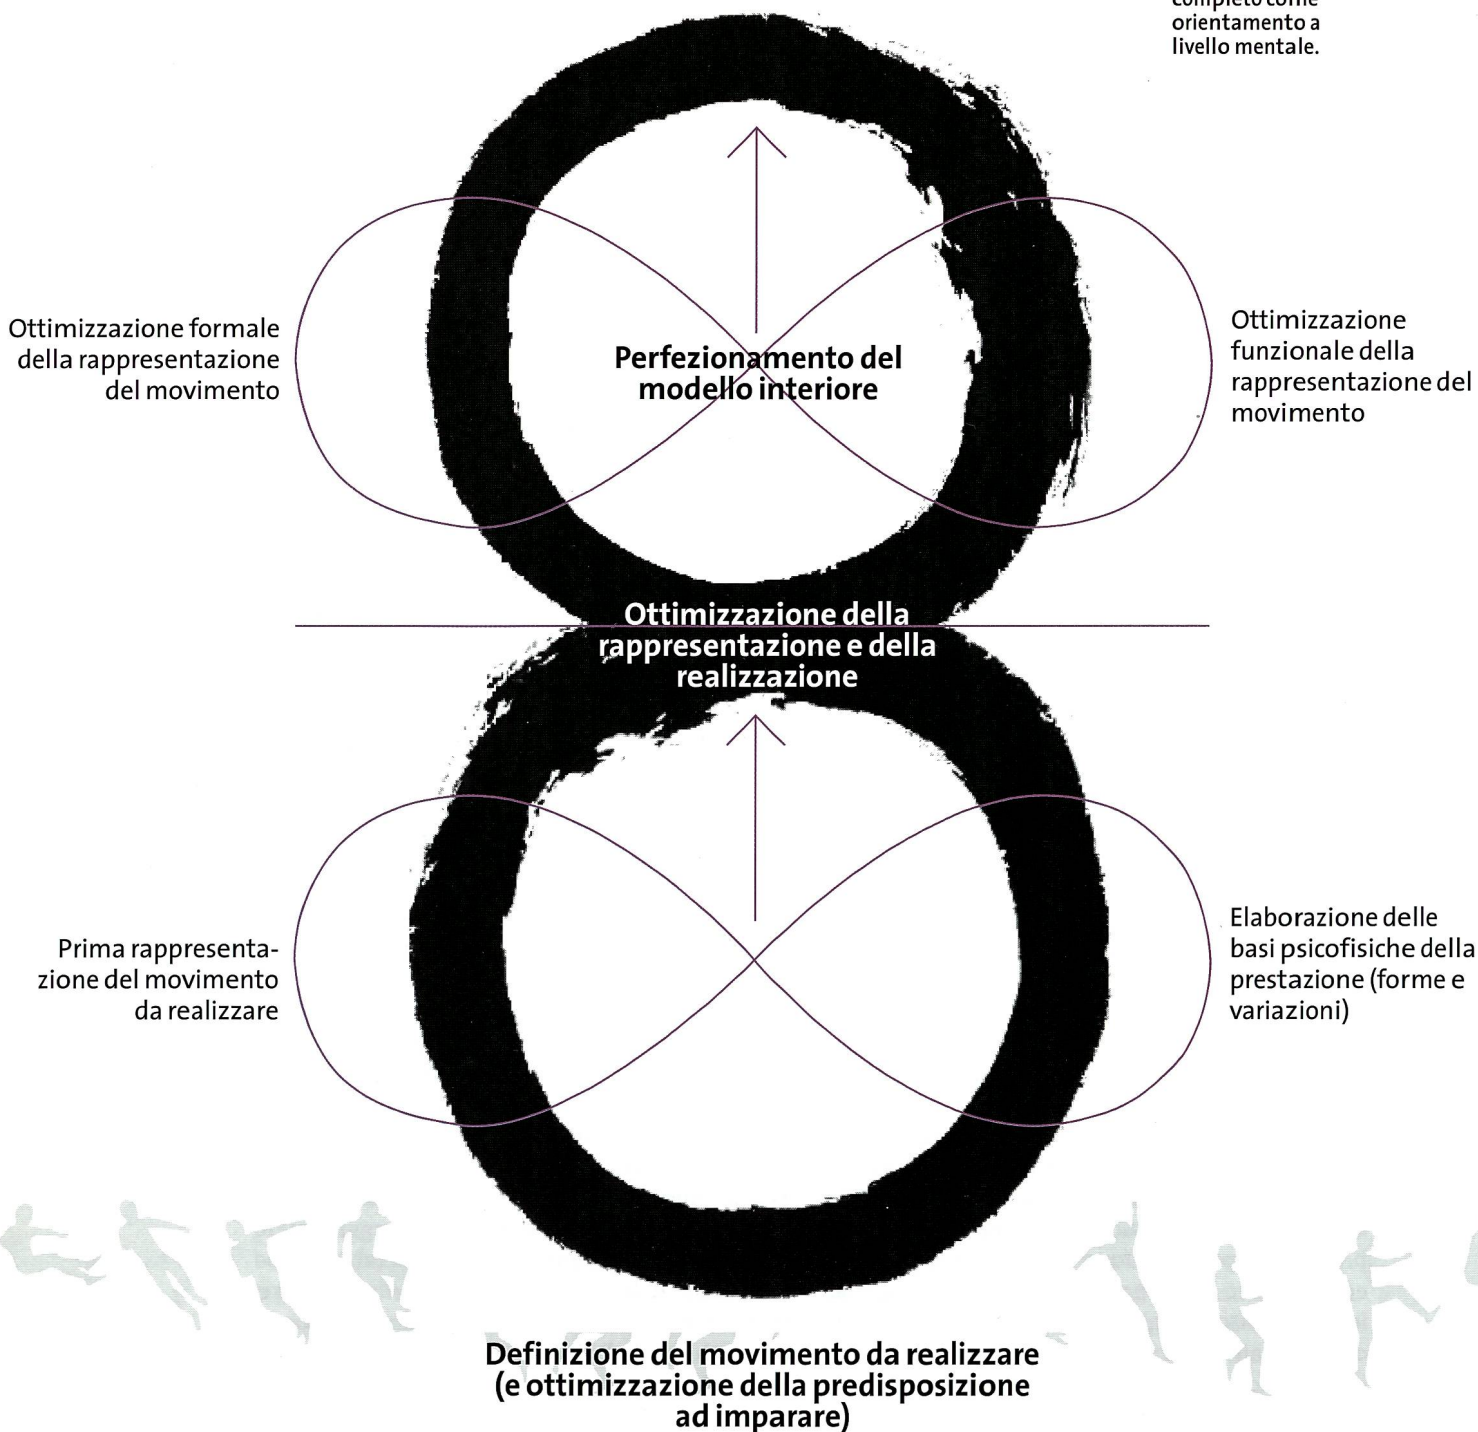 completo come
orientamento a
livello mentale.
Ottimizzazione formale
della rappresentazione
del movimento
Perfezionamento del
modello interiore
Ottimizzazione
funzionale della
rappresentazione del
movimento
Ottimizzazione della
rappresentazione e della
realizzazione
Prima rappresenta-
zione del movimento
da realizzare
Elaborazione delle
basi psicofisiche della
prestazione (forme e
variazioni)
Definizione del movimento da realizzare
(e ottimizzazione della predisposizione
ad imparare)